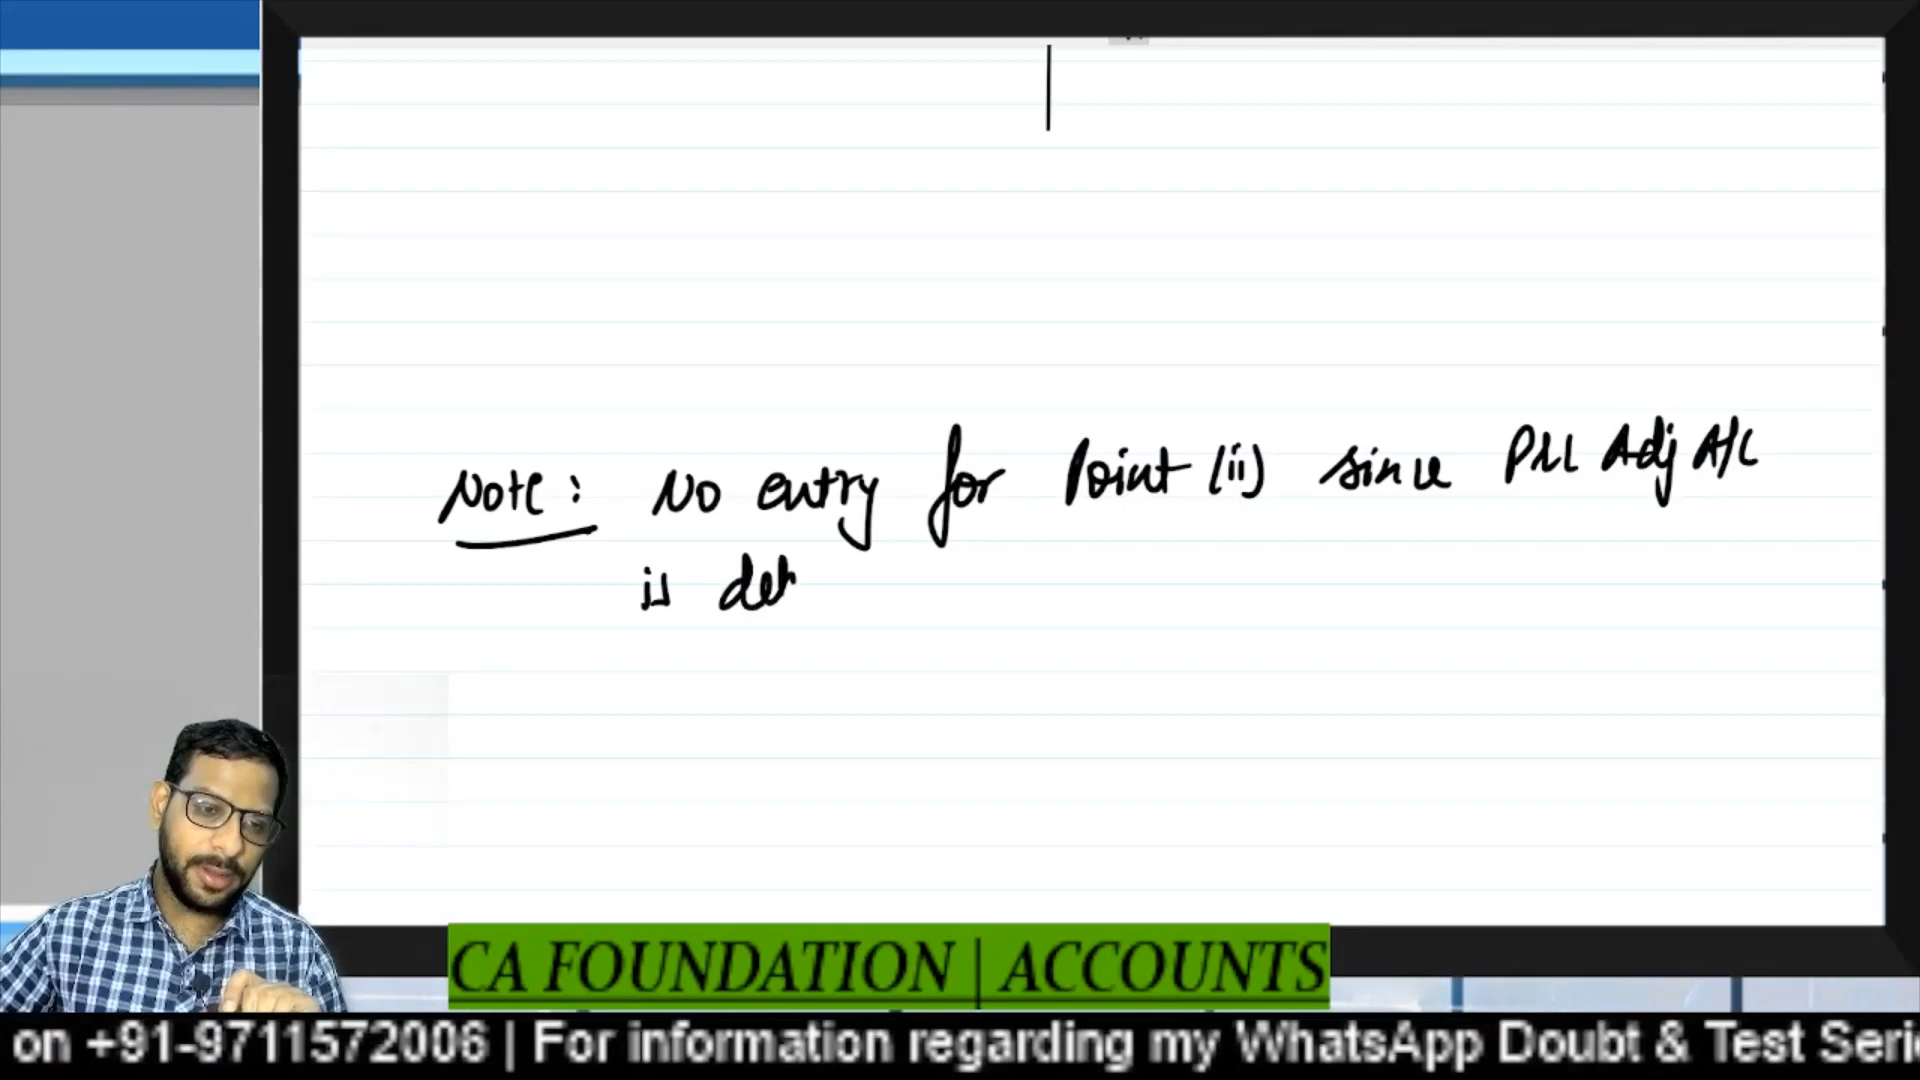 Note: No entry for Point (ii) since P&L Adj A/c
is deb
CA FOUNDATION | ACCOUNTS
on +91-9711572006 | For information regarding my WhatsApp Doubt & Test Serie